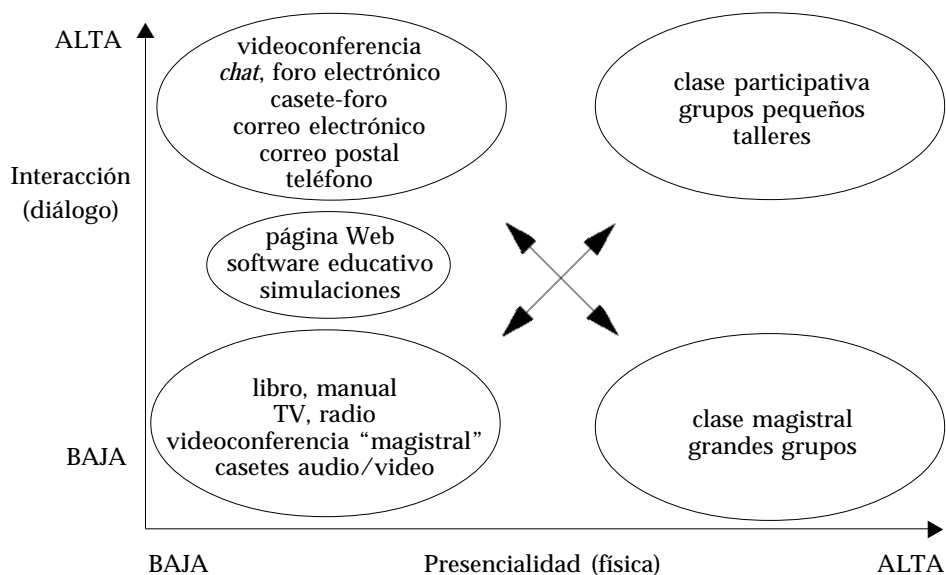 ALTA
videoconferencia
chat, foro electrónico
casete-foro
correo electrónico
correo postal
teléfono
clase participativa
grupos pequeños
talleres
Interacción
(diálogo)
página Web
software educativo
simulaciones
libro, manual
TV, radio
videoconferencia “magistral”
casetes audio/video
clase magistral
grandes grupos
BAJA
BAJA
Presencialidad (física)
ALTA